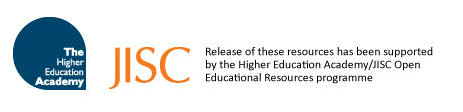 The
Higher
Education
Academy
JISC
Release of these resources has been supported
by the Higher Education Academy/JISC Open
Educational Resources programme